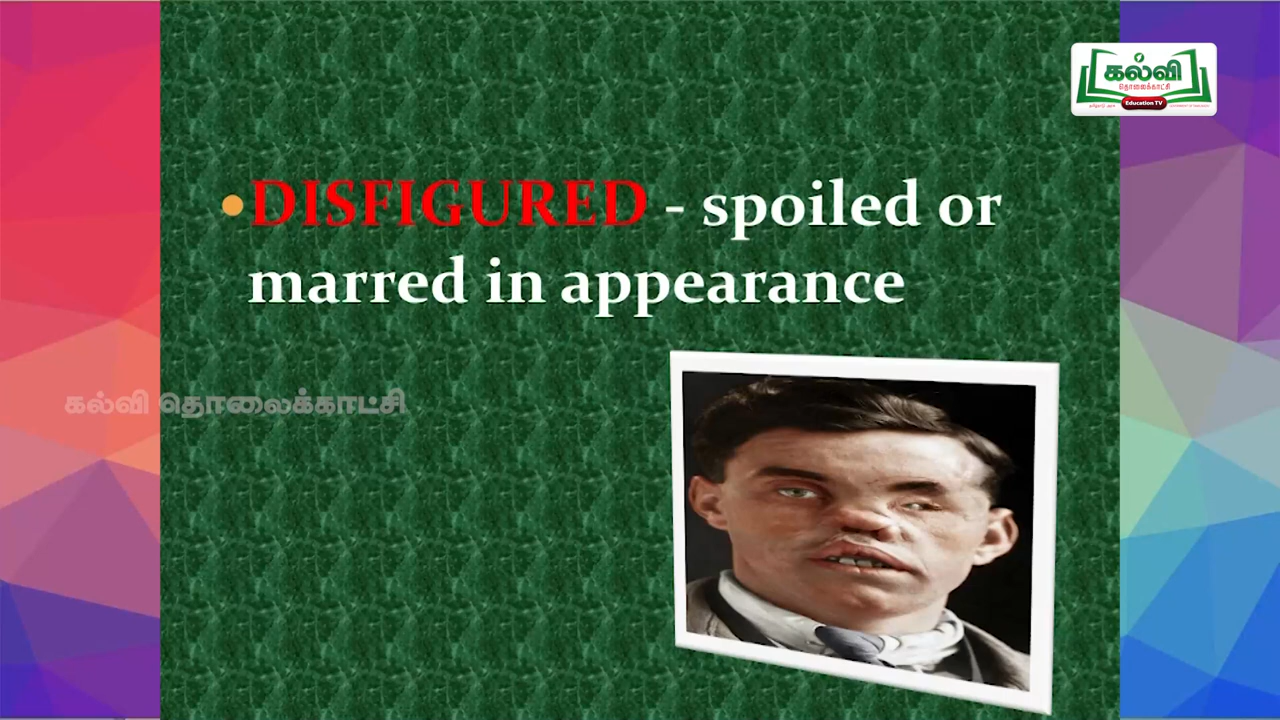 கல்வி
தொலைக்காட்சி
Education TV
•DISFIGURED - spoiled or
marred in appearance
கல்வி தொலைக்காட்சி